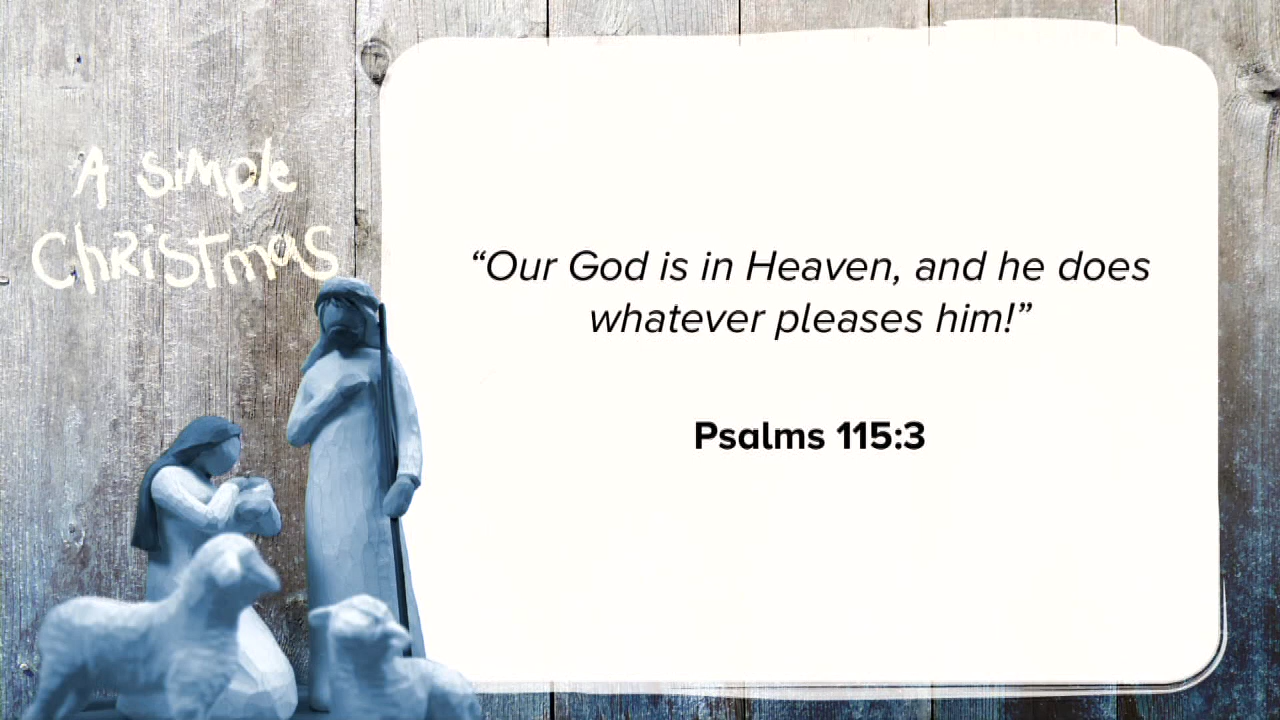 A Simple
Christmas
“Our God is in Heaven, and he does
whatever pleases him!”
Psalms 115:3